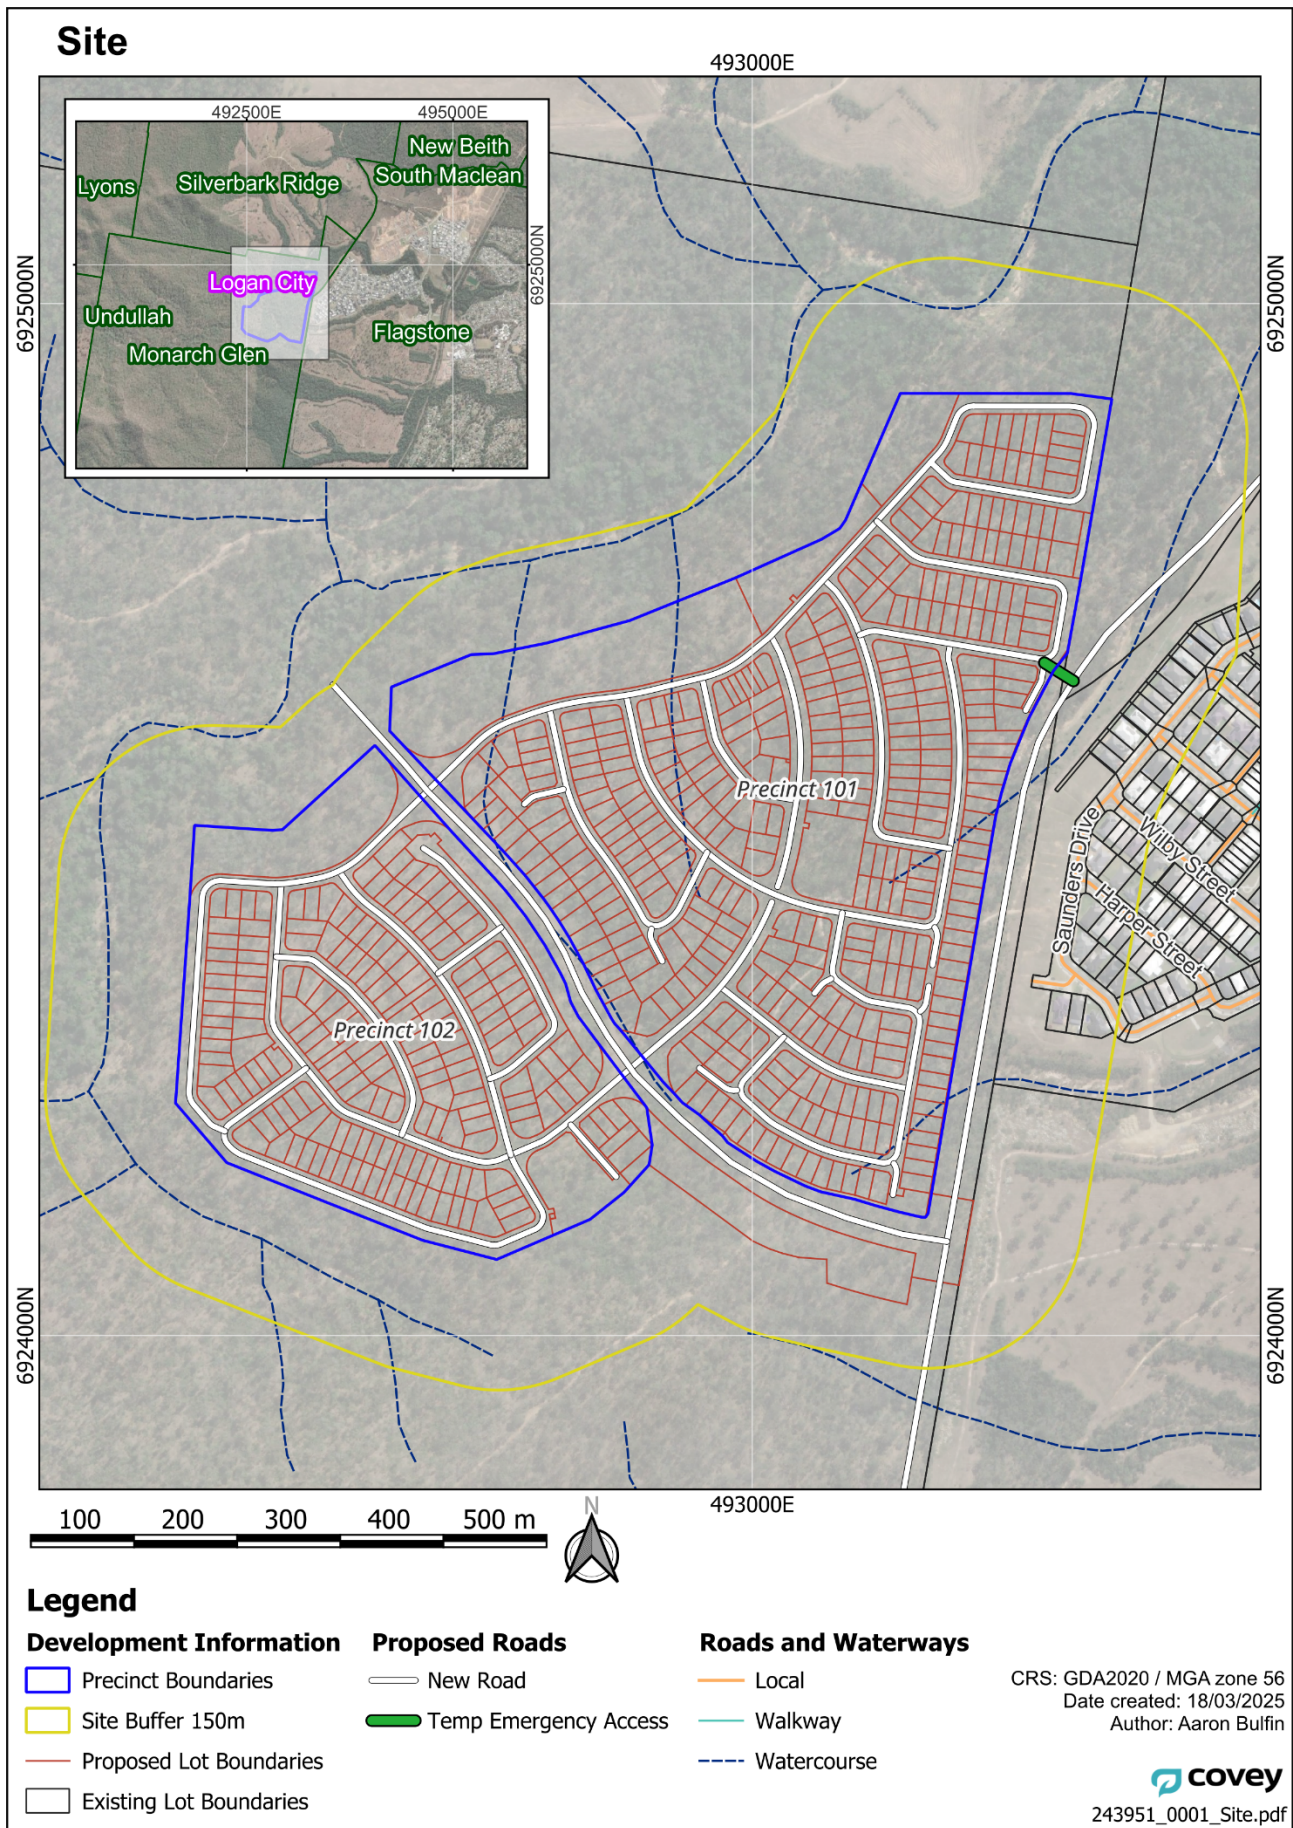 Site
493000E
492500E 495000E
New Beith
Lyons
Silverbark Ridge
South Maclean
6925000N
Logan City
Undullah
Flagstone
Monarch Glen
6925000N
6925000N
Precinct 101
Wilby Street
Saunders Drive
Harper Street
Precinct 102
6924000N
6924000N
493000E
100 200 300 400 500 m
N
Legend
Development Information
Precinct Boundaries
Site Buffer 150m
Proposed Lot Boundaries
Existing Lot Boundaries
Proposed Roads
New Road
Temp Emergency Access
Roads and Waterways
Local
Walkway
Watercourse
CRS: GDA2020 / MGA zone 56
Date created: 18/03/2025
Author: Aaron Bulfin
covey
243951_0001_Site.pdf